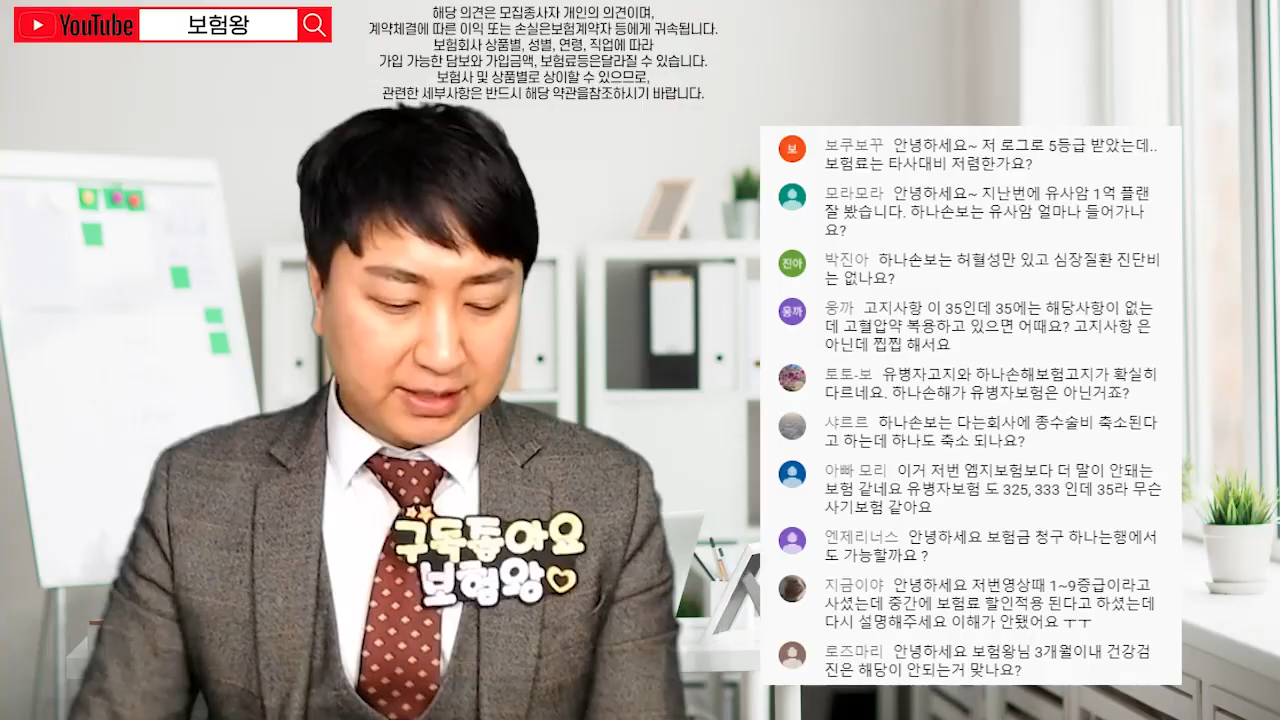 YouTube 보험왕
해당 의견은 모집종사자 개인의 의견이며,
계약체결에 따른 이익 또는 손실은보험계약자 등에게 귀속됩니다.
보험회사 상품별, 성별, 연령, 직업에 따라
가입 가능한 담보와 가입금액, 보험료등은달라질 수 있습니다.
보험사 및 상품별로 상이할 수 있으므로,
관련한 세부사항은 반드시 해당 약관을참조하시기 바랍니다.
보
보쿠보꾸 안녕하세요~ 저 로그로 5등급 받았는데..
보험료는 타사대비 저렴한가요?
모라모라 안녕하세요~ 지난번에 유사암 1억 플랜
잘 봤습니다. 하나손보는 유사암 얼마나 들어가나
요?
진아
박진아 하나손보는 허혈성만 있고 심장질환 진단비
는 없나요?
웅까
웅까 고지사항 이 35인데 35에는 해당사항이 없는
데 고혈압약 복용하고 있으면 어때요? 고지사항 은
아닌데 찝찝 해서요
토토-보 유병자고지와 하나손해보험고지가 확실히
다르네요. 하나손해가 유병자보험은 아닌거죠?
샤르르 하나손보는 다는회사에 종수술비 축소된다
고 하는데 하나도 축소 되나요?
아빠 모리 이거 저번 엠지보험보다 더 말이 안돼는
보험 같네요 유병자보험 도 325, 333 인데 35라 무슨
사기보험 같아요
엔제리너스 안녕하세요 보험금 청구 하나는행에서
도 가능할까요 ?
지금이야 안녕하세요 저번영상때 1~9증급이라고
사셨는데 중간에 보험료 할인적용 된다고 하셨는데
다시 설명해주세요 이해가 안됐어요 ㅜㅜ
로즈마리 안녕하세요 보험왕님 3개월이내 건강검
진은 해당이 안되는거 맞나요?
구독좋아요
보험왕